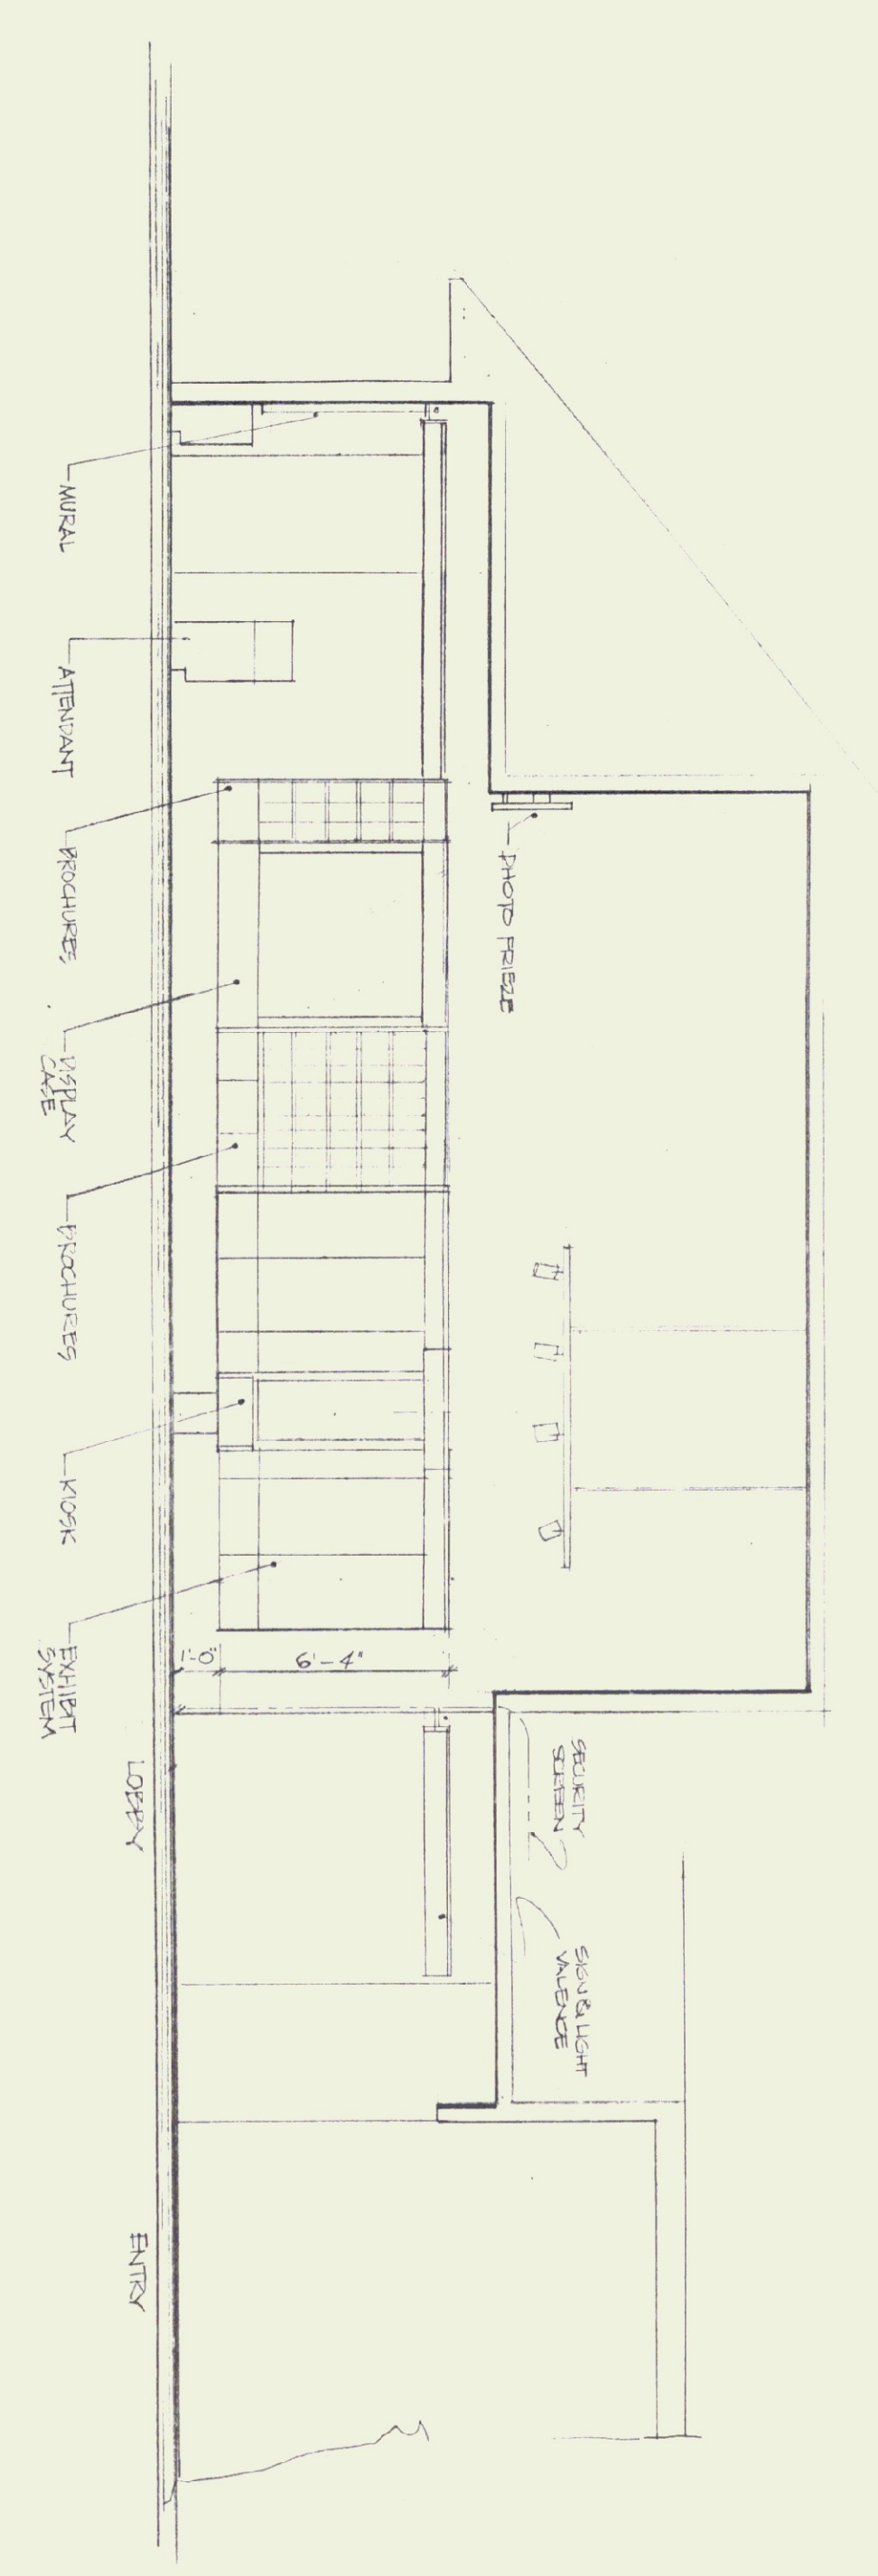 PHOTO FRIEZE
SECURITY
SCREEN
SIGN & LIGHT
VALENCE
6'-4"
1'-0"
LOBBY
ENTRY
MURAL
ATTENDANT
BROCHURES
DISPLAY
CASE
BROCHURES
KIOSK
EXHIBIT
SYSTEM